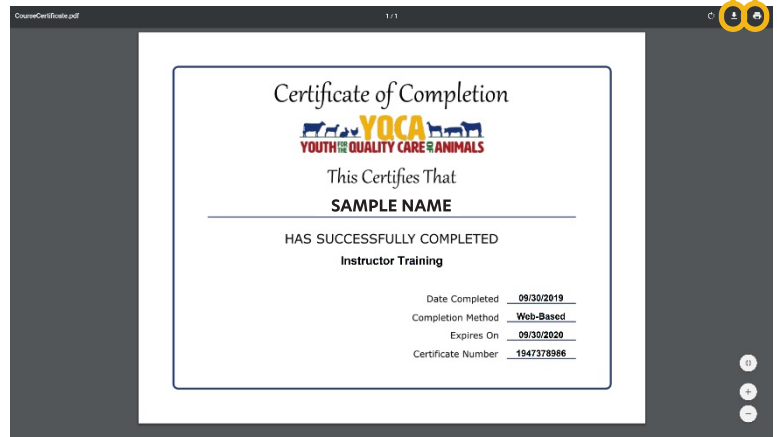 CourseCertificate.pdf
1 / 1
Certificate of Completion
YQCA
YOUTH FOR THE QUALITY CARE OF ANIMALS
This Certifies That
SAMPLE NAME
HAS SUCCESSFULLY COMPLETED
Instructor Training
Date Completed 09/30/2019
Completion Method Web-Based
Expires On 09/30/2020
Certificate Number 1947378986